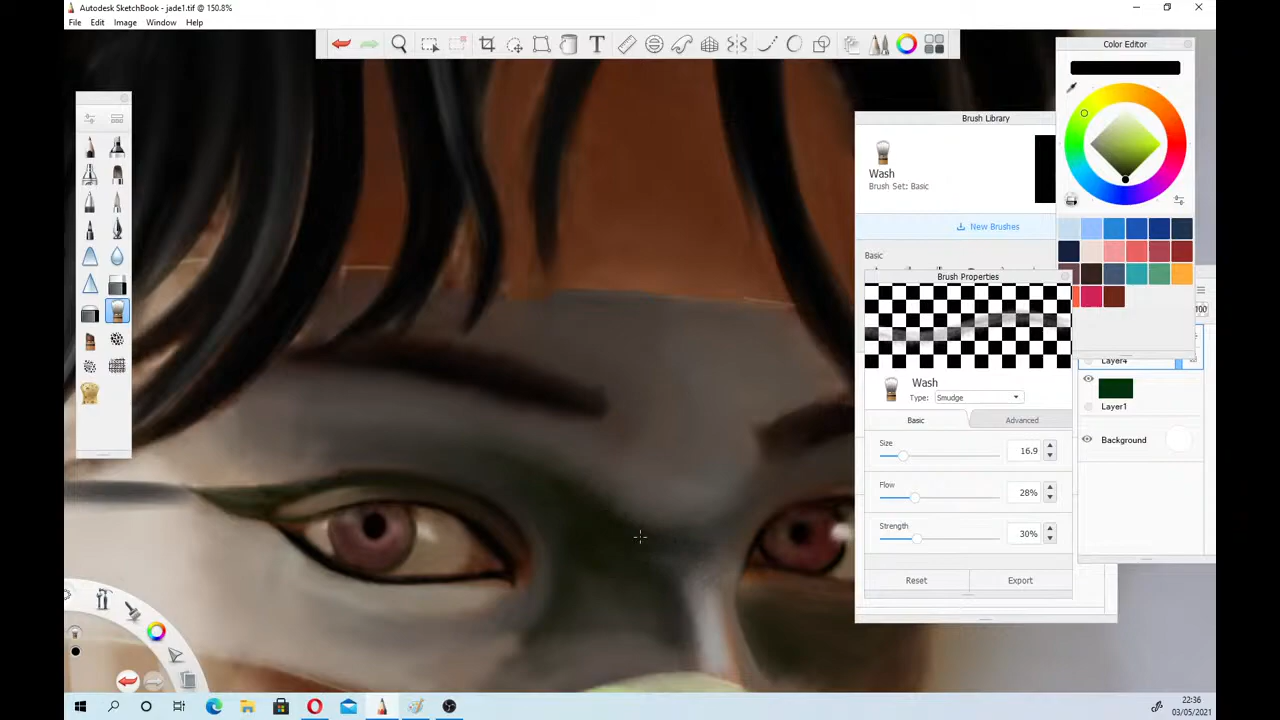 Autodesk SketchBook - jade1.tif @ 150.8%
File Edit Image Window Help
Color Editor
Brush Library
Wash
Brush Set: Basic
New Brushes
Basic
Brush Properties
Wash
Type: Smudge
Basic Advanced
Size
16.9
Flow
28%
Strength
30%
Reset Export
100
Layer4
Layer1
Background
22:36
03/05/2021